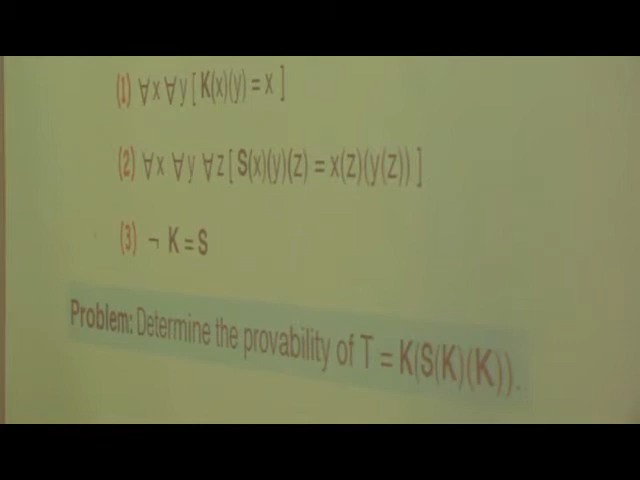 (1) ∀x ∀y [ K(x)(y) = x ]
(2) ∀x ∀y ∀z [ S(x)(y)(z) = x(z)(y(z)) ]
(3) ¬ K = S
Problem: Determine the provability of T = K(S(K)(K)).